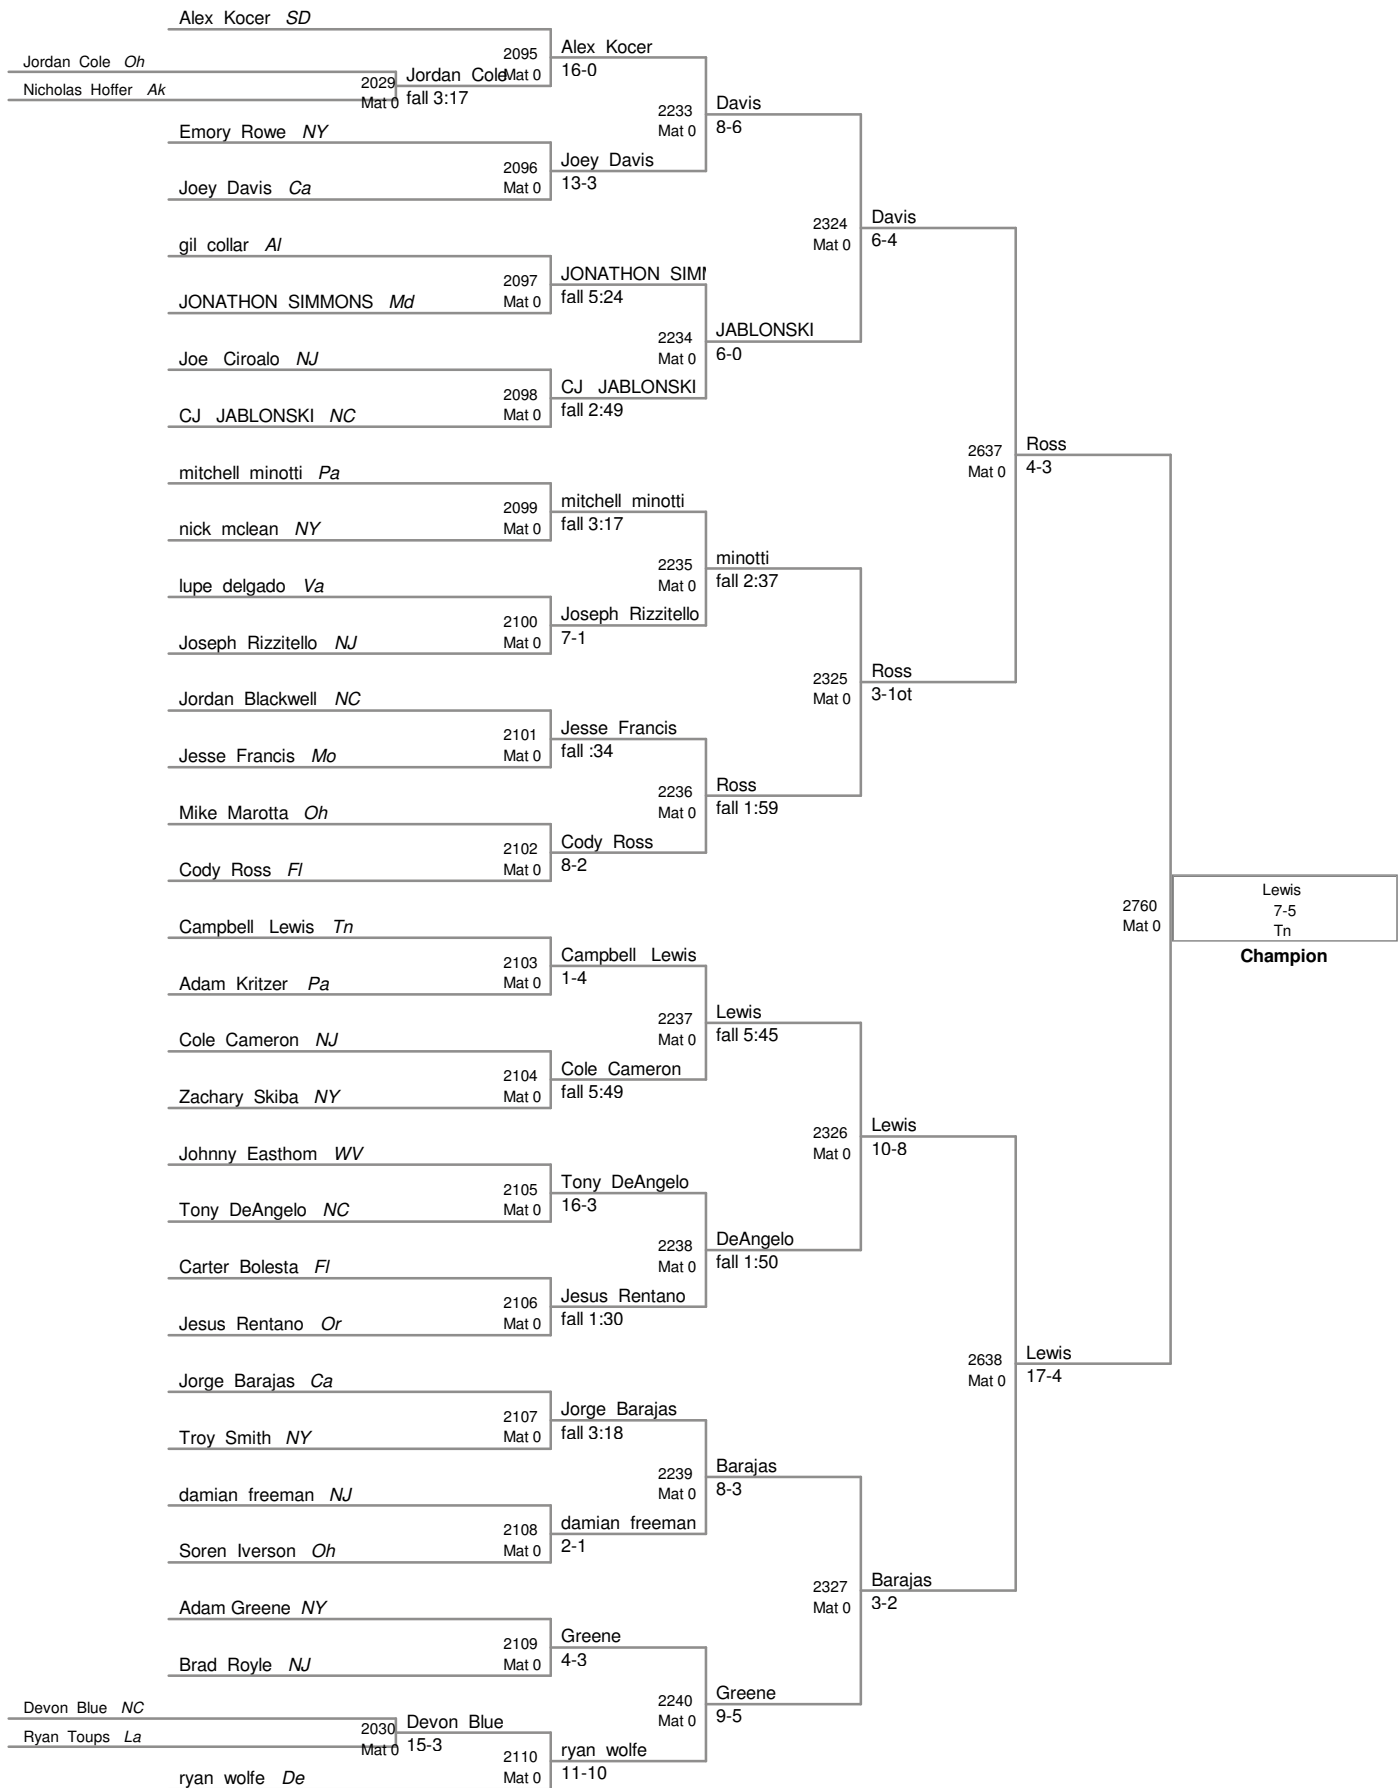 Alex Kocer SD
Jordan Cole Oh
Nicholas Hoffer Ak
2029
Mat 0
Jordan Cole
fall 3:17
2095
Mat 0
Alex Kocer
16-0
Emory Rowe NY
Joey Davis Ca
2096
Mat 0
Joey Davis
13-3
2233
Mat 0
Davis
8-6
gil collar Al
JONATHON SIMMONS Md
2097
Mat 0
JONATHON SIMM
fall 5:24
Joe Ciroalo NJ
CJ JABLONSKI NC
2098
Mat 0
CJ JABLONSKI
fall 2:49
2234
Mat 0
JABLONSKI
6-0
2324
Mat 0
Davis
6-4
mitchell minotti Pa
nick mclean NY
2099
Mat 0
mitchell minotti
fall 3:17
lupe delgado Va
Joseph Rizzitello NJ
2100
Mat 0
Joseph Rizzitello
7-1
2235
Mat 0
minotti
fall 2:37
Jordan Blackwell NC
Jesse Francis Mo
2101
Mat 0
Jesse Francis
fall :34
Mike Marotta Oh
Cody Ross Fl
2102
Mat 0
Cody Ross
8-2
2236
Mat 0
Ross
fall 1:59
2325
Mat 0
Ross
3-1ot
2637
Mat 0
Ross
4-3
Campbell Lewis Tn
Adam Kritzer Pa
2103
Mat 0
Campbell Lewis
1-4
Cole Cameron NJ
Zachary Skiba NY
2104
Mat 0
Cole Cameron
fall 5:49
2237
Mat 0
Lewis
fall 5:45
Johnny Easthom WV
Tony DeAngelo NC
2105
Mat 0
Tony DeAngelo
16-3
Carter Bolesta Fl
Jesus Rentano Or
2106
Mat 0
Jesus Rentano
fall 1:30
2238
Mat 0
DeAngelo
fall 1:50
2326
Mat 0
Lewis
10-8
Jorge Barajas Ca
Troy Smith NY
2107
Mat 0
Jorge Barajas
fall 3:18
damian freeman NJ
Soren Iverson Oh
2108
Mat 0
damian freeman
2-1
2239
Mat 0
Barajas
8-3
Adam Greene NY
Brad Royle NJ
2109
Mat 0
Greene
4-3
Devon Blue NC
Ryan Toups La
2030
Mat 0
Devon Blue
15-3
ryan wolfe De
2110
Mat 0
ryan wolfe
11-10
2240
Mat 0
Greene
9-5
2327
Mat 0
Barajas
3-2
2638
Mat 0
Lewis
17-4
2760
Mat 0
Lewis
7-5
Tn
Champion